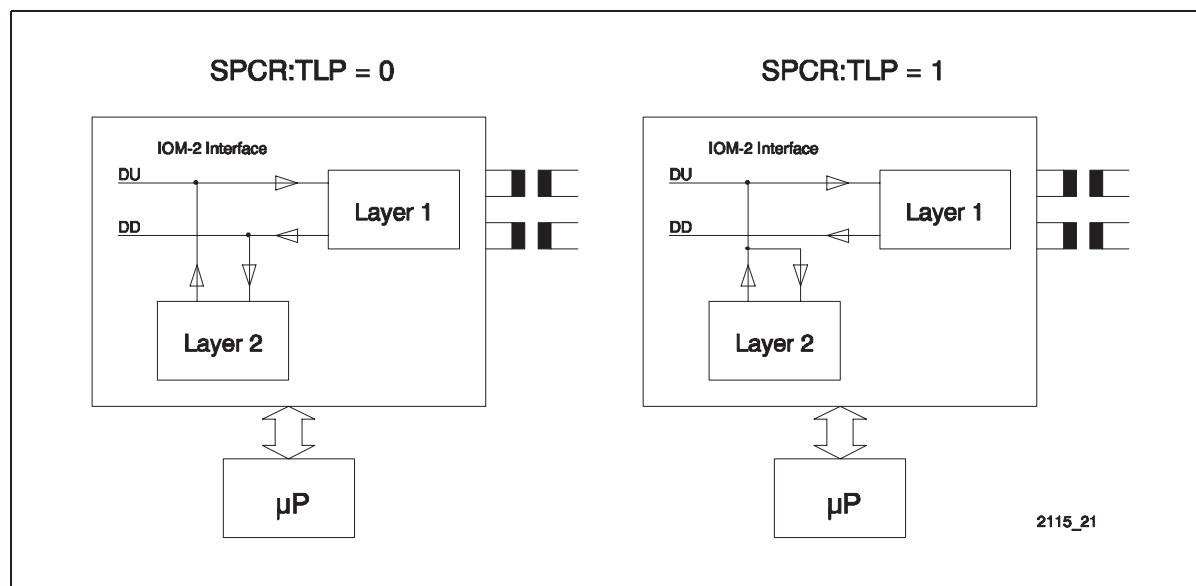 SPCR:TLP = 0
IOM-2 Interface
DU
Layer 1
DD
Layer 2
µP
SPCR:TLP = 1
IOM-2 Interface
DU
Layer 1
DD
Layer 2
µP
2115_21